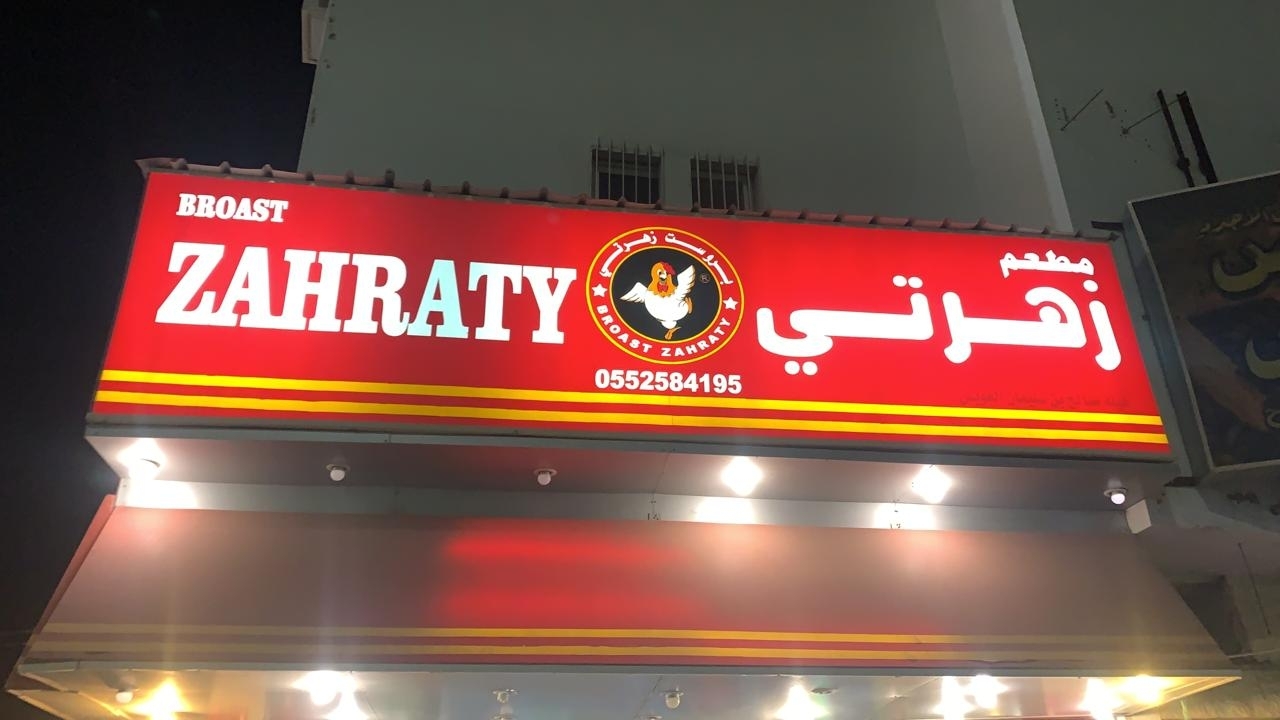 BROAST
ZAHRATY
بروست زهرتي
®
BROAST ZAHRATY
0552584195
مطعم
زهرتي